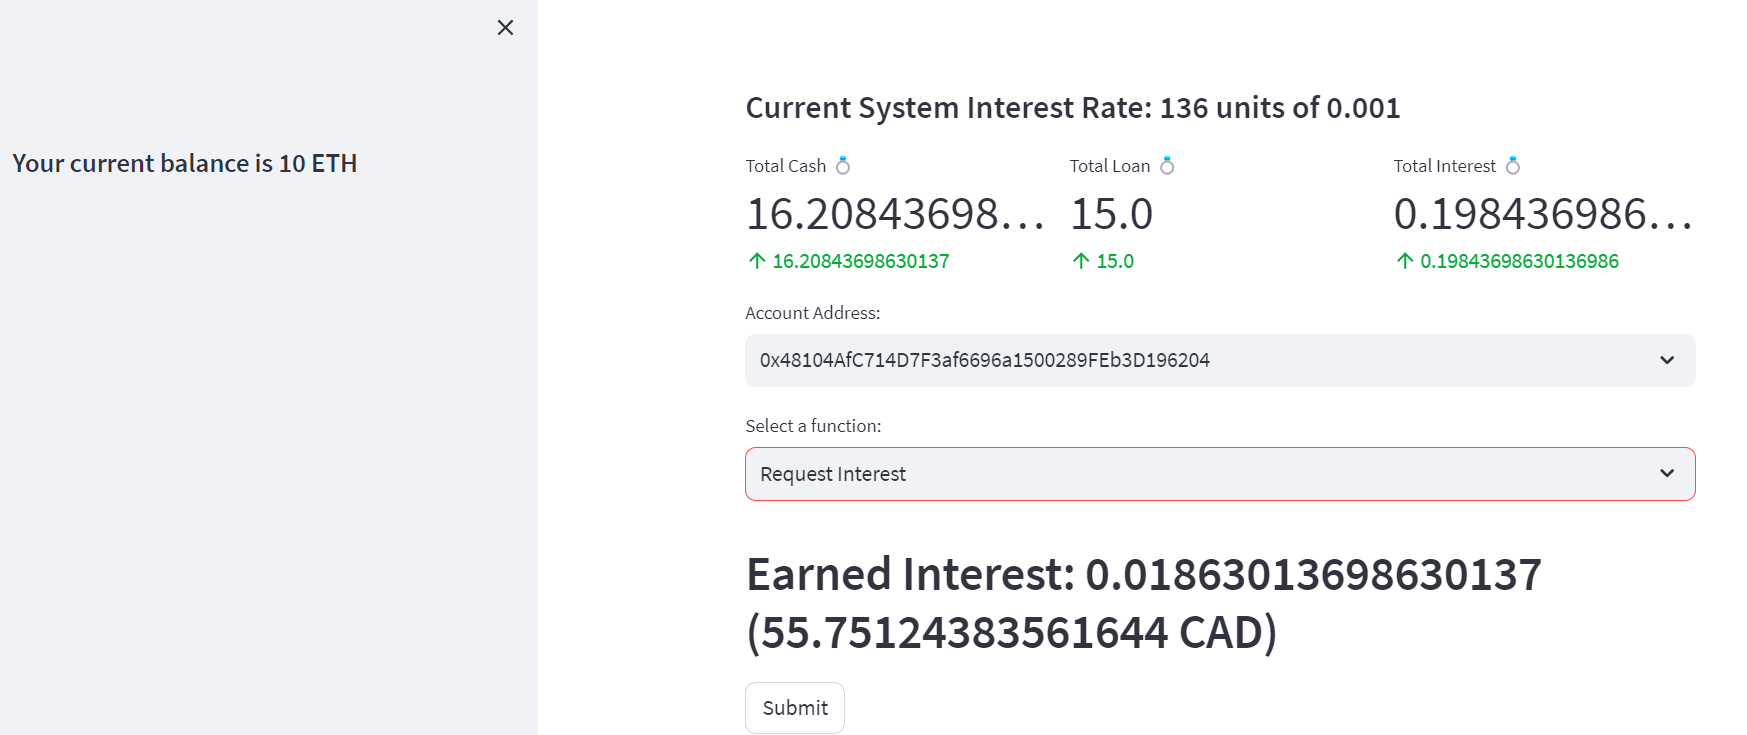 Your current balance is 10 ETH
Current System Interest Rate: 136 units of 0.001
Total Cash 💍
Total Loan 💍
Total Interest 💍
16.20843698…
15.0
0.198436986…
↑ 16.20843698630137
↑ 15.0
↑ 0.19843698630136986
Account Address:
0x48104AfC714D7F3af6696a1500289FEb3D196204
Select a function:
Request Interest
Earned Interest: 0.01863013698630137
(55.75124383561644 CAD)
Submit